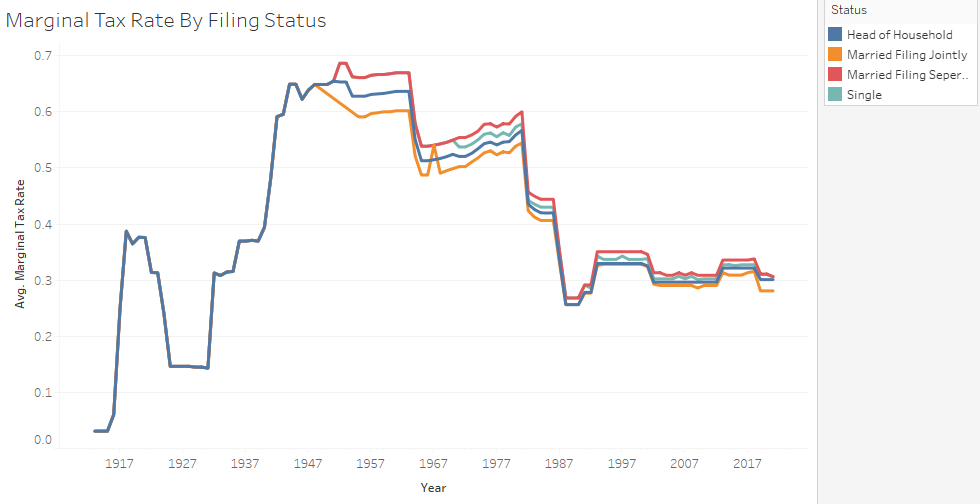 Marginal Tax Rate By Filing Status
Status
Head of Household
Married Filing Jointly
Married Filing Seper..
Single
0.7
0.6
0.5
0.4
0.3
0.2
0.1
0.0
Avg. Marginal Tax Rate
1917 1927 1937 1947 1957 1967 1977 1987 1997 2007 2017
Year